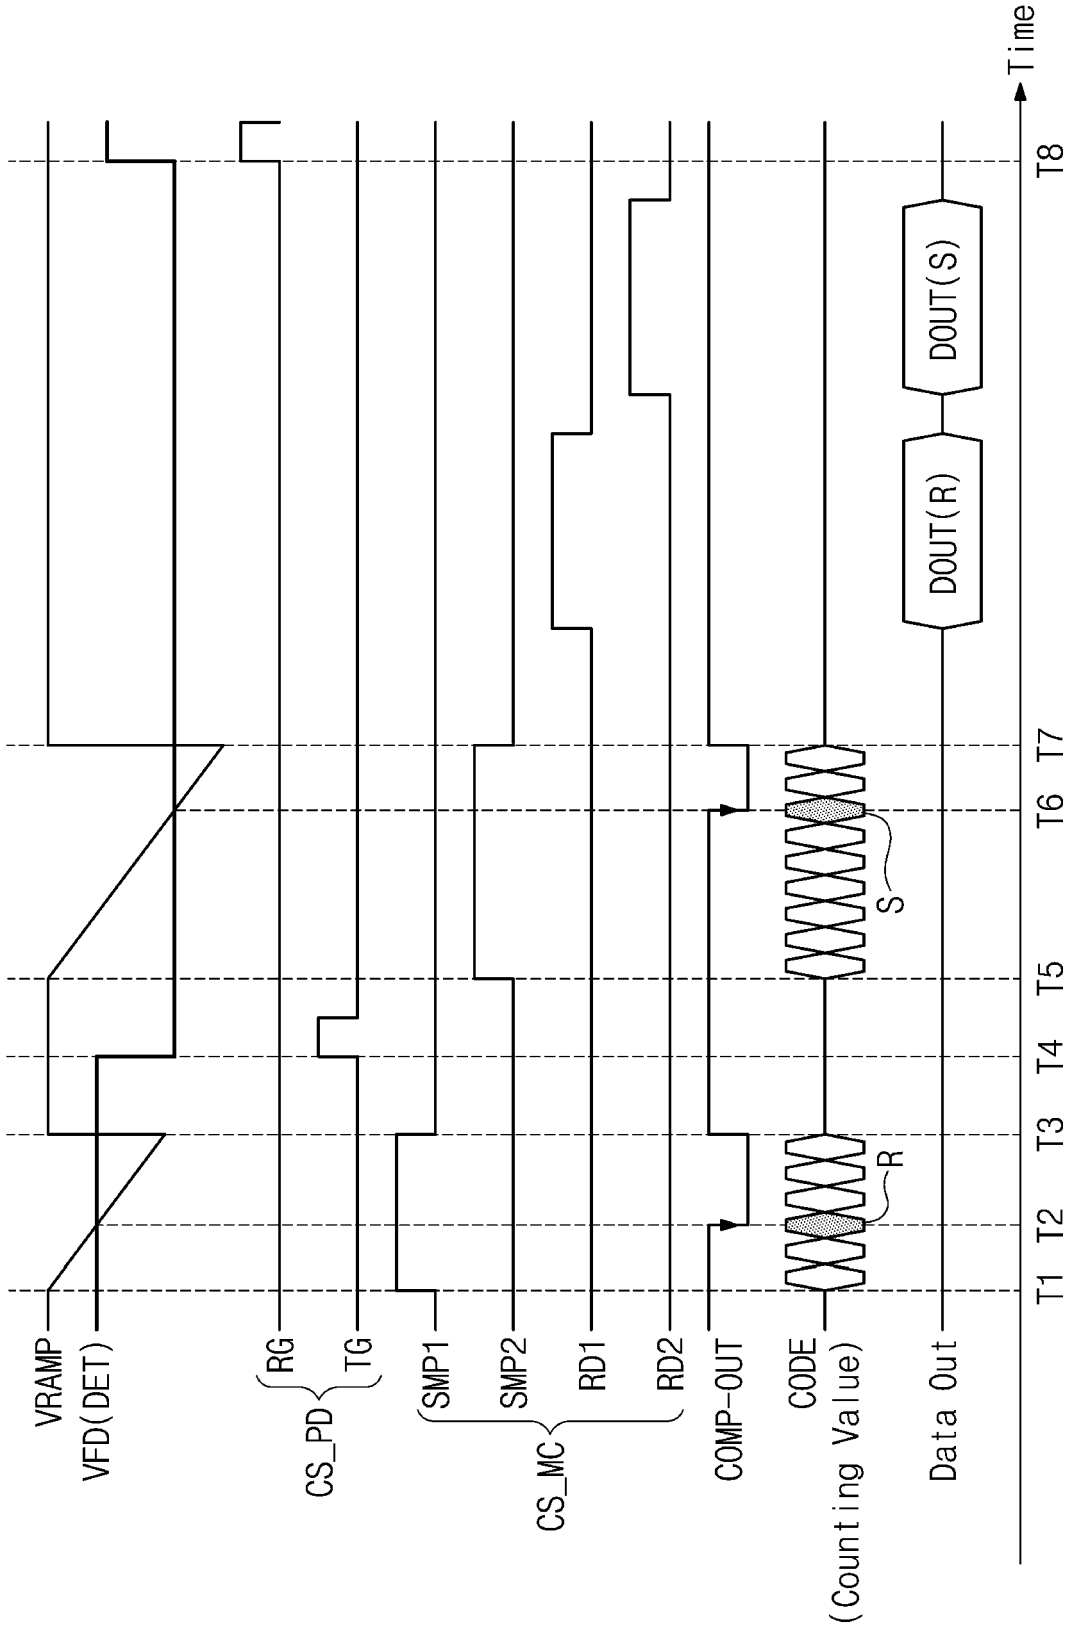 VRAMP
VFD(DET)
CS_PD
RG
TG
CS_MC
SMP1
SMP2
RD1
RD2
COMP-OUT
CODE
(Counting Value)
R
S
Data Out
DOUT(R)
DOUT(S)
T1
T2
T3
T4
T5
T6
T7
T8
Time